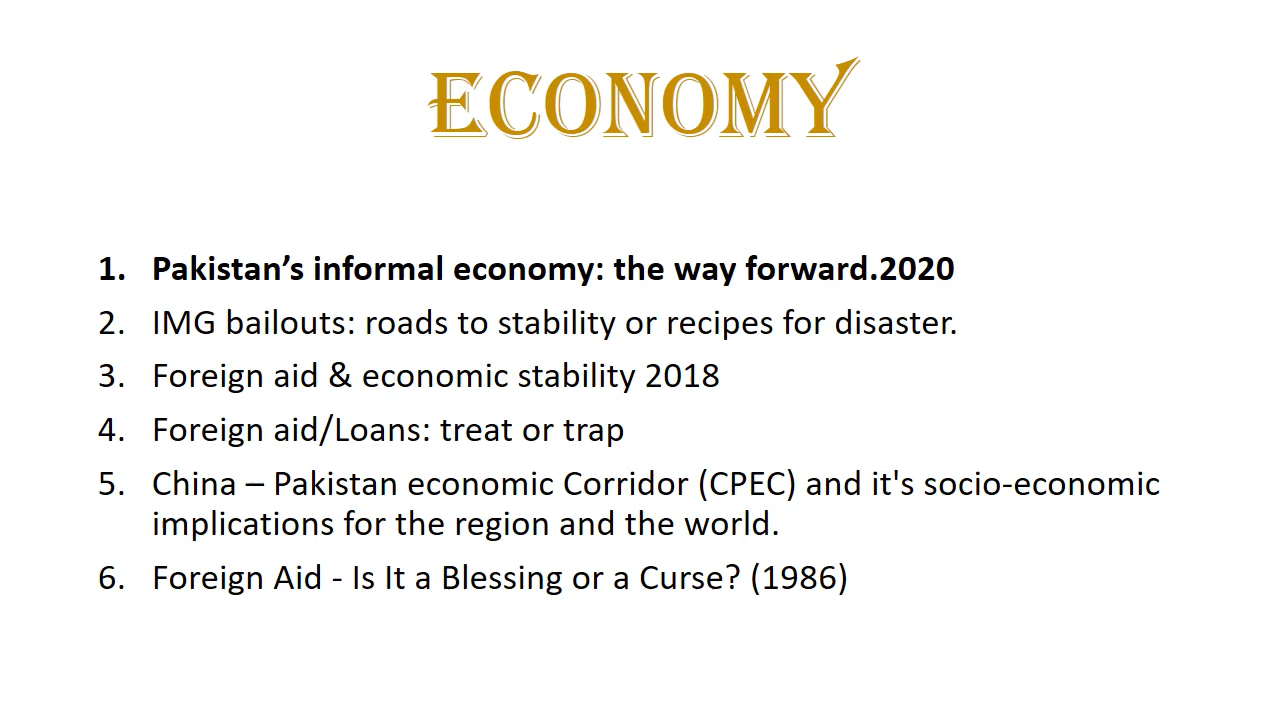 ECONOMY
1. Pakistan’s informal economy: the way forward.2020
2. IMG bailouts: roads to stability or recipes for disaster.
3. Foreign aid & economic stability 2018
4. Foreign aid/Loans: treat or trap
5. China – Pakistan economic Corridor (CPEC) and it's socio-economic
implications for the region and the world.
6. Foreign Aid - Is It a Blessing or a Curse? (1986)